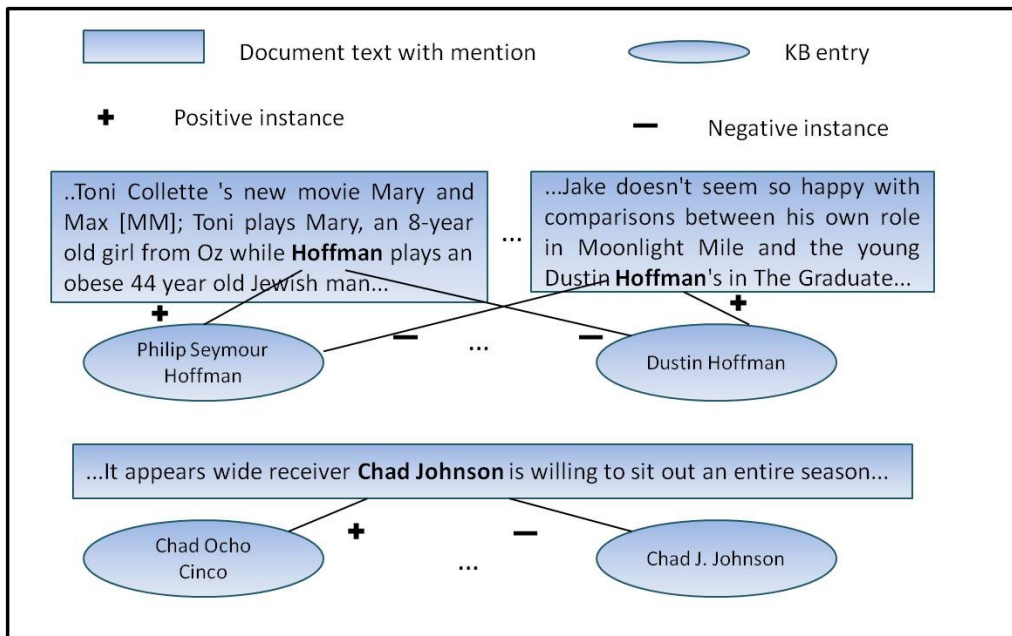 Document text with mention
KB entry
+ Positive instance
− Negative instance
..Toni Collette 's new movie Mary and
Max [MM]; Toni plays Mary, an 8-year
old girl from Oz while Hoffman plays an
obese 44 year old Jewish man...
...
...Jake doesn't seem so happy with
comparisons between his own role
in Moonlight Mile and the young
Dustin Hoffman's in The Graduate...
+
+
Philip Seymour
Hoffman
−
...
−
Dustin Hoffman
...It appears wide receiver Chad Johnson is willing to sit out an entire season...
Chad Ocho
Cinco
+
...
−
Chad J. Johnson